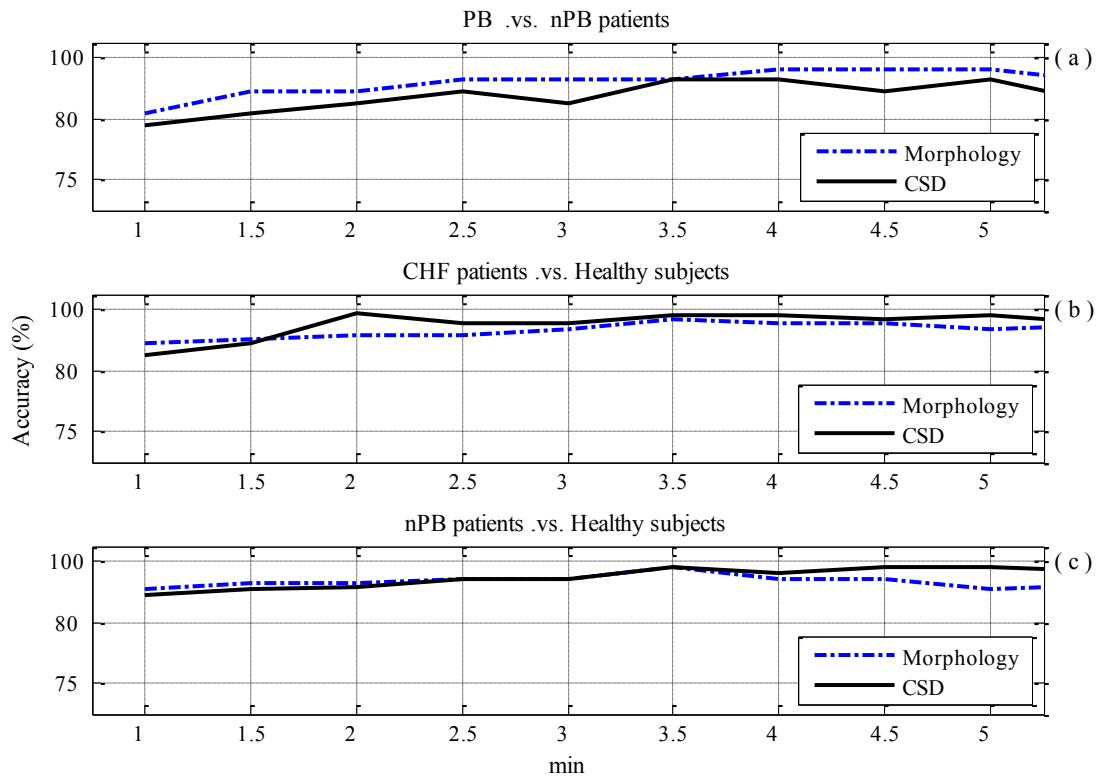 PB .vs. nPB patients
100
80
75
( a )
Morphology
CSD
1 1.5 2 2.5 3 3.5 4 4.5 5
CHF patients .vs. Healthy subjects
Accuracy (%)
100
80
75
( b )
Morphology
CSD
1 1.5 2 2.5 3 3.5 4 4.5 5
nPB patients .vs. Healthy subjects
100
80
75
( c )
Morphology
CSD
1 1.5 2 2.5 3 3.5 4 4.5 5
min